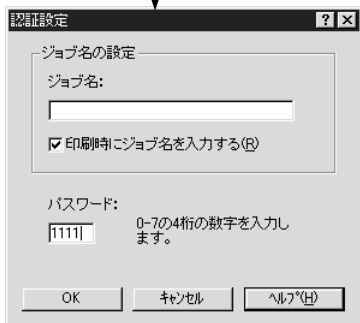 認証設定
ジョブ名の設定
ジョブ名:
印刷時にジョブ名を入力する(R)
パスワード:
1111
0-7の4桁の数字を入力し
ます。
OK
キャンセル
ヘルプ(H)